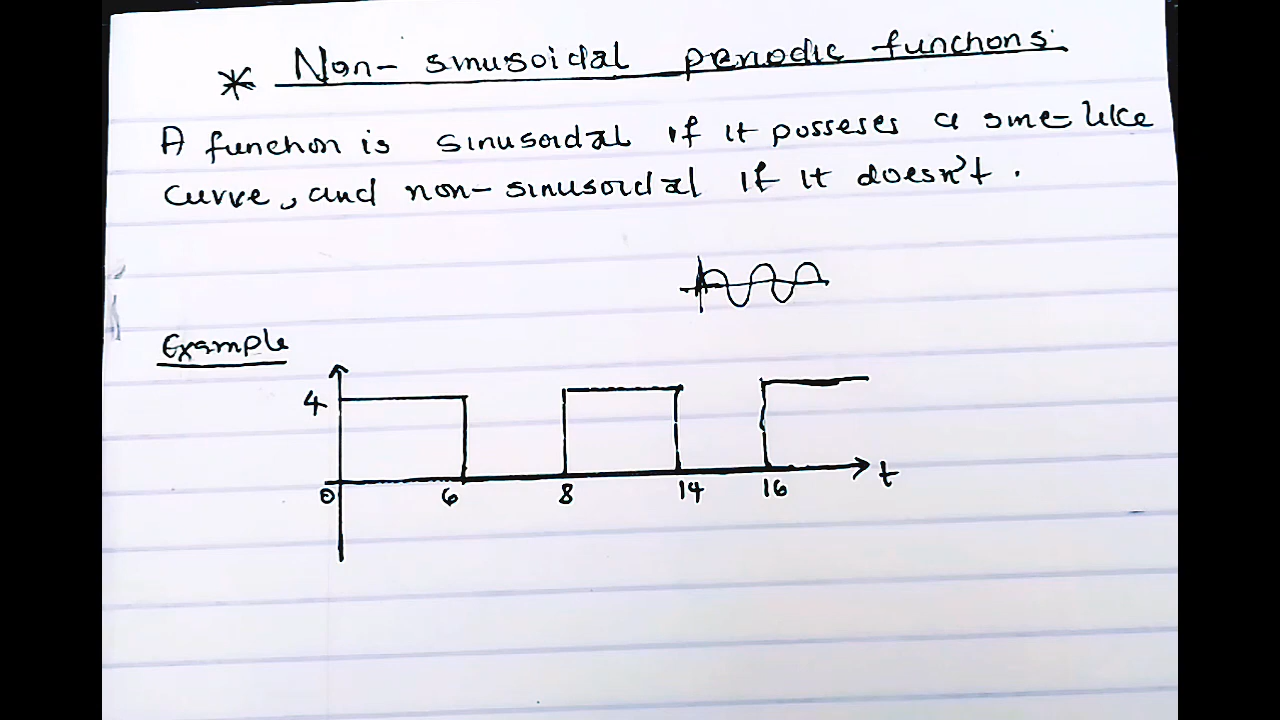 * Non-sinusoidal periodic functions.
A function is sinusoidal if it posseses a sine-like
curve, and non-sinusoidal if it doesn't.
Example
4
0 6 8 14 16 t